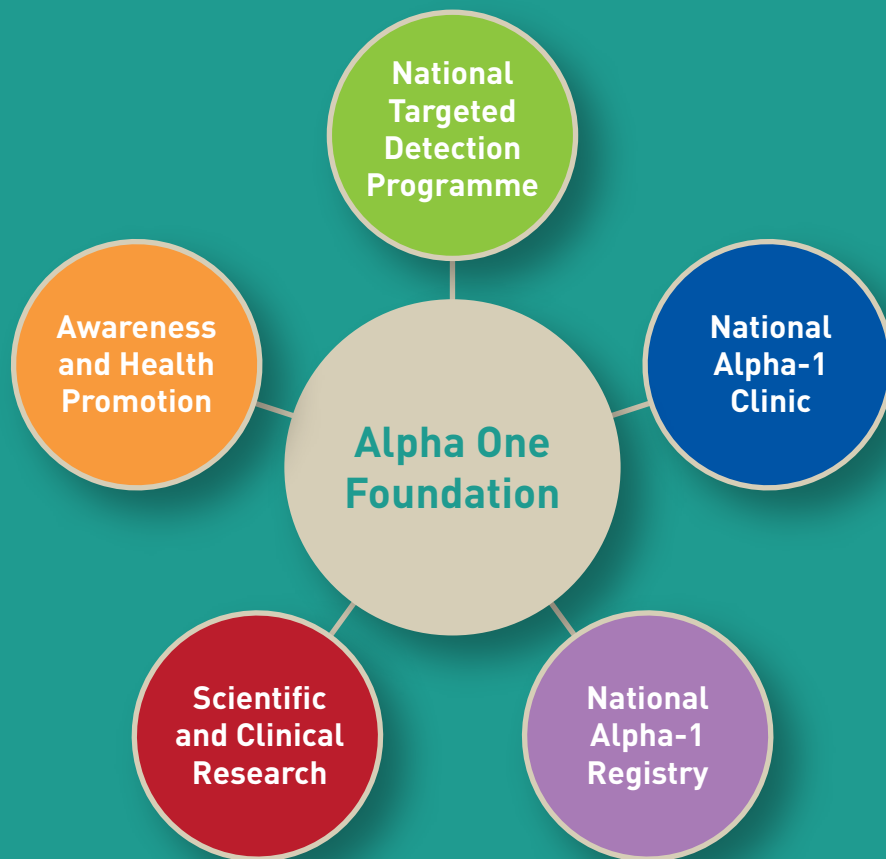 National
Targeted
Detection
Programme
Awareness
and Health
Promotion
National
Alpha-1
Clinic
Alpha One
Foundation
Scientific
and Clinical
Research
National
Alpha-1
Registry